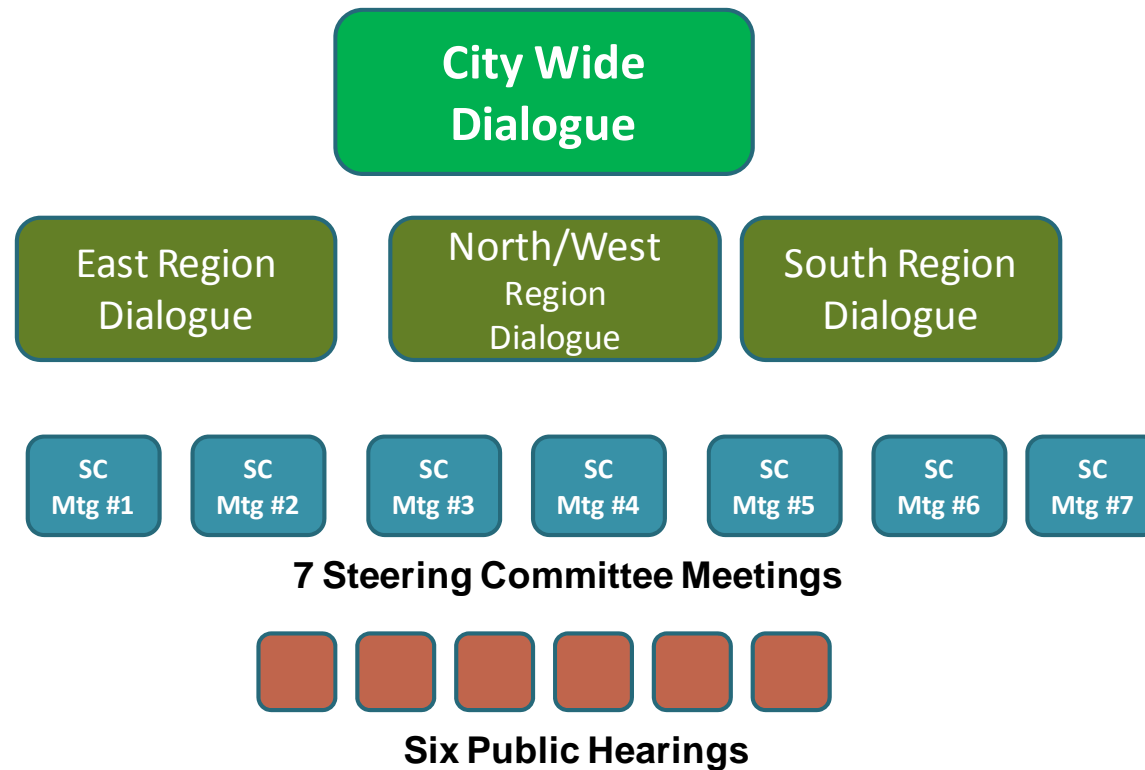 City Wide
Dialogue
East Region
Dialogue
North/West
Region
Dialogue
South Region
Dialogue
SC
Mtg #1
SC
Mtg #2
SC
Mtg #3
SC
Mtg #4
SC
Mtg #5
SC
Mtg #6
SC
Mtg #7
7 Steering Committee Meetings
Six Public Hearings